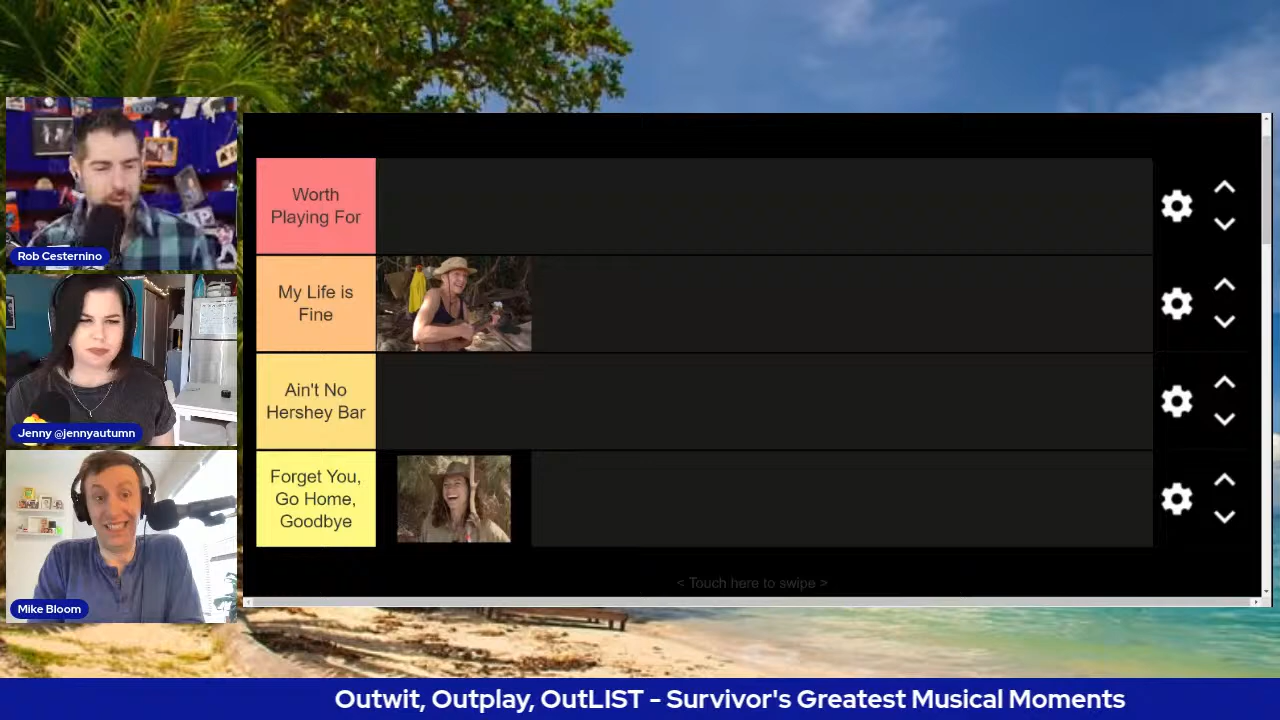 Rob Cesternino
Jenny @jennyautumn
Mike Bloom
Worth
Playing For
My Life is
Fine
Ain't No
Hershey Bar
Forget You,
Go Home,
Goodbye
< Touch here to swipe >
Outwit, Outplay, OutLIST - Survivor's Greatest Musical Moments